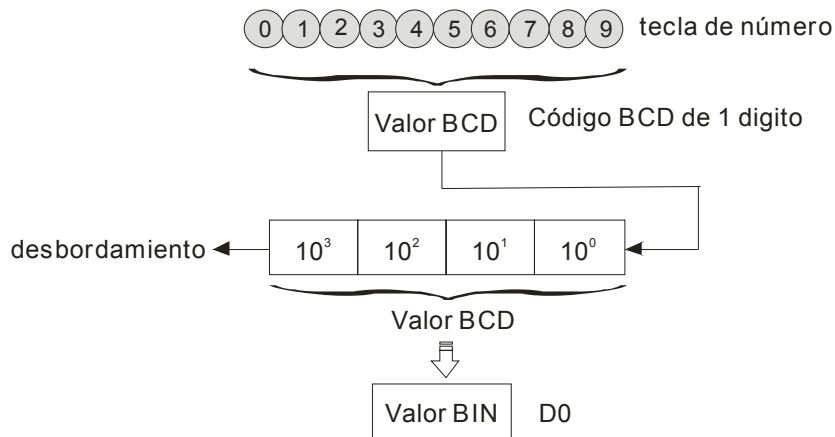 0 1 2 3 4 5 6 7 8 9 tecla de número
Valor BCD Código BCD de 1 digito
desbordamiento 10³ 10² 10¹ 10⁰
Valor BCD
Valor BIN D0